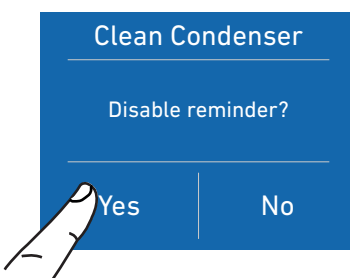 Clean Condenser
Disable reminder?
Yes
No